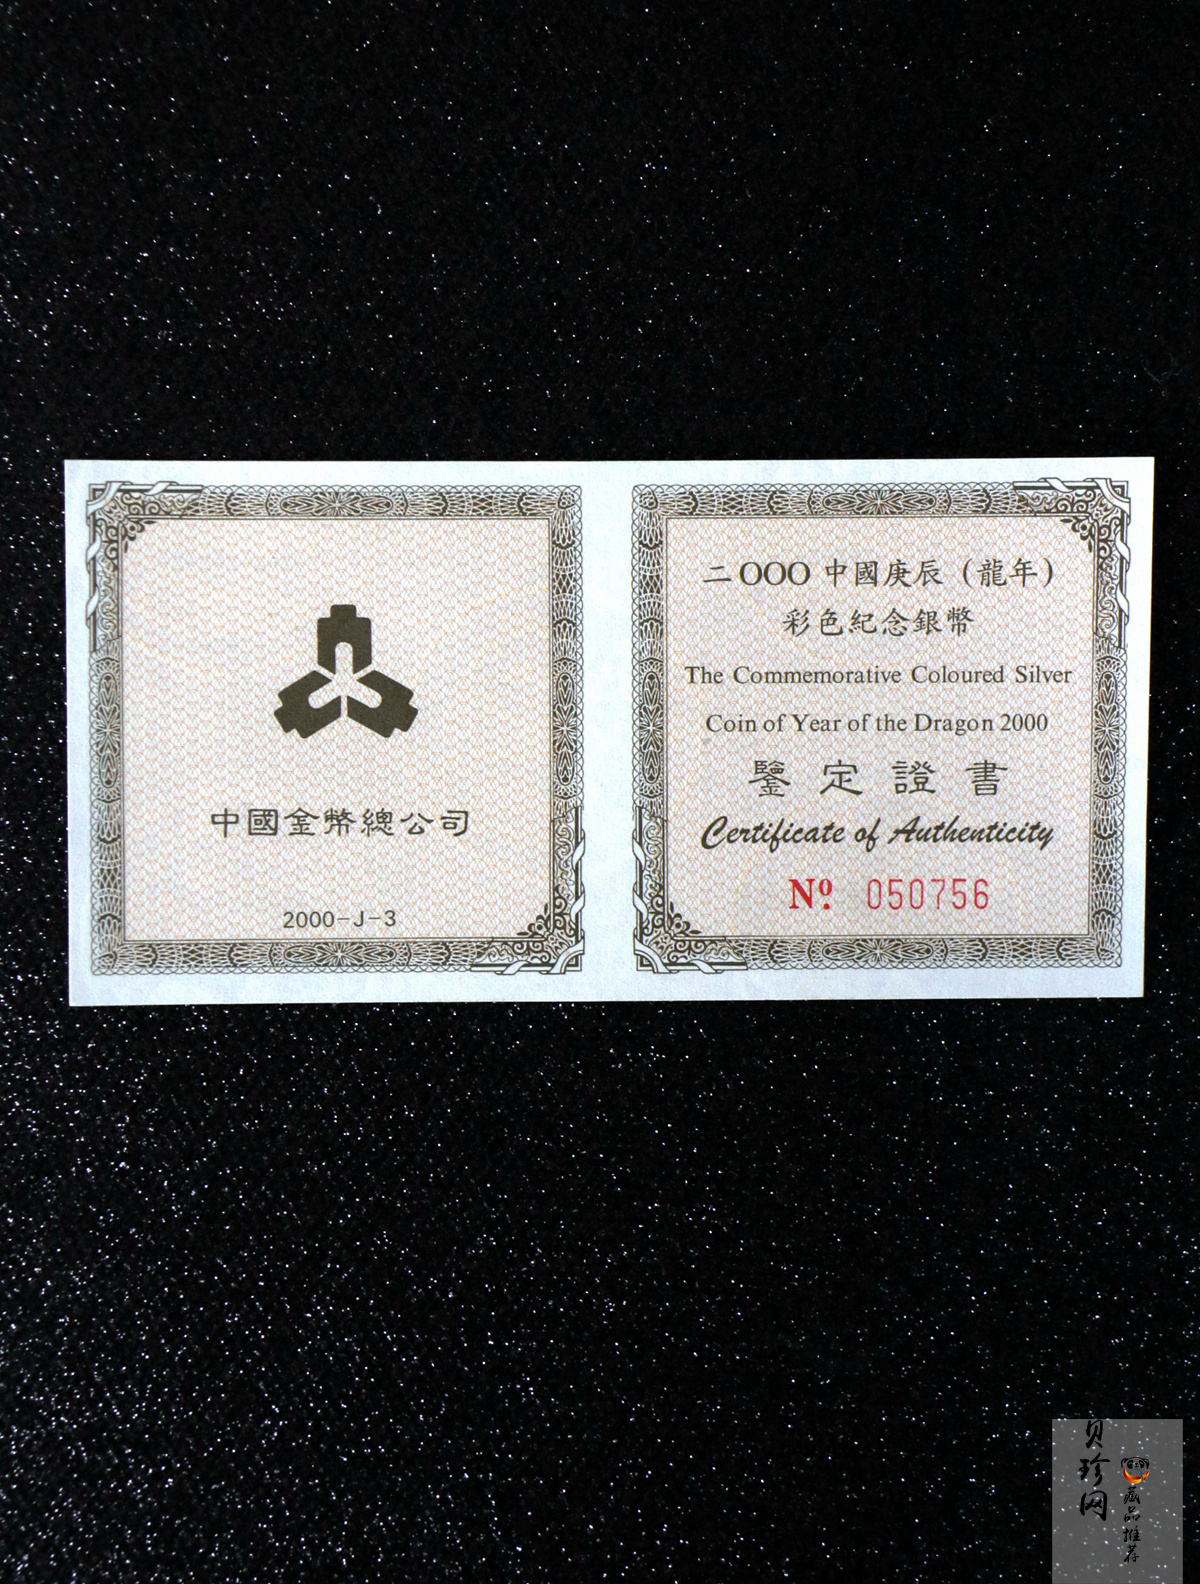 中國金幣總公司
2000-J-3
二OOO中國庚辰（龍年）
彩色紀念銀幣
The Commemorative Coloured Silver
Coin of Year of the Dragon 2000
鑒定證書
Certificate of Authenticity
Nº 050756
贝珍网
藏品推荐